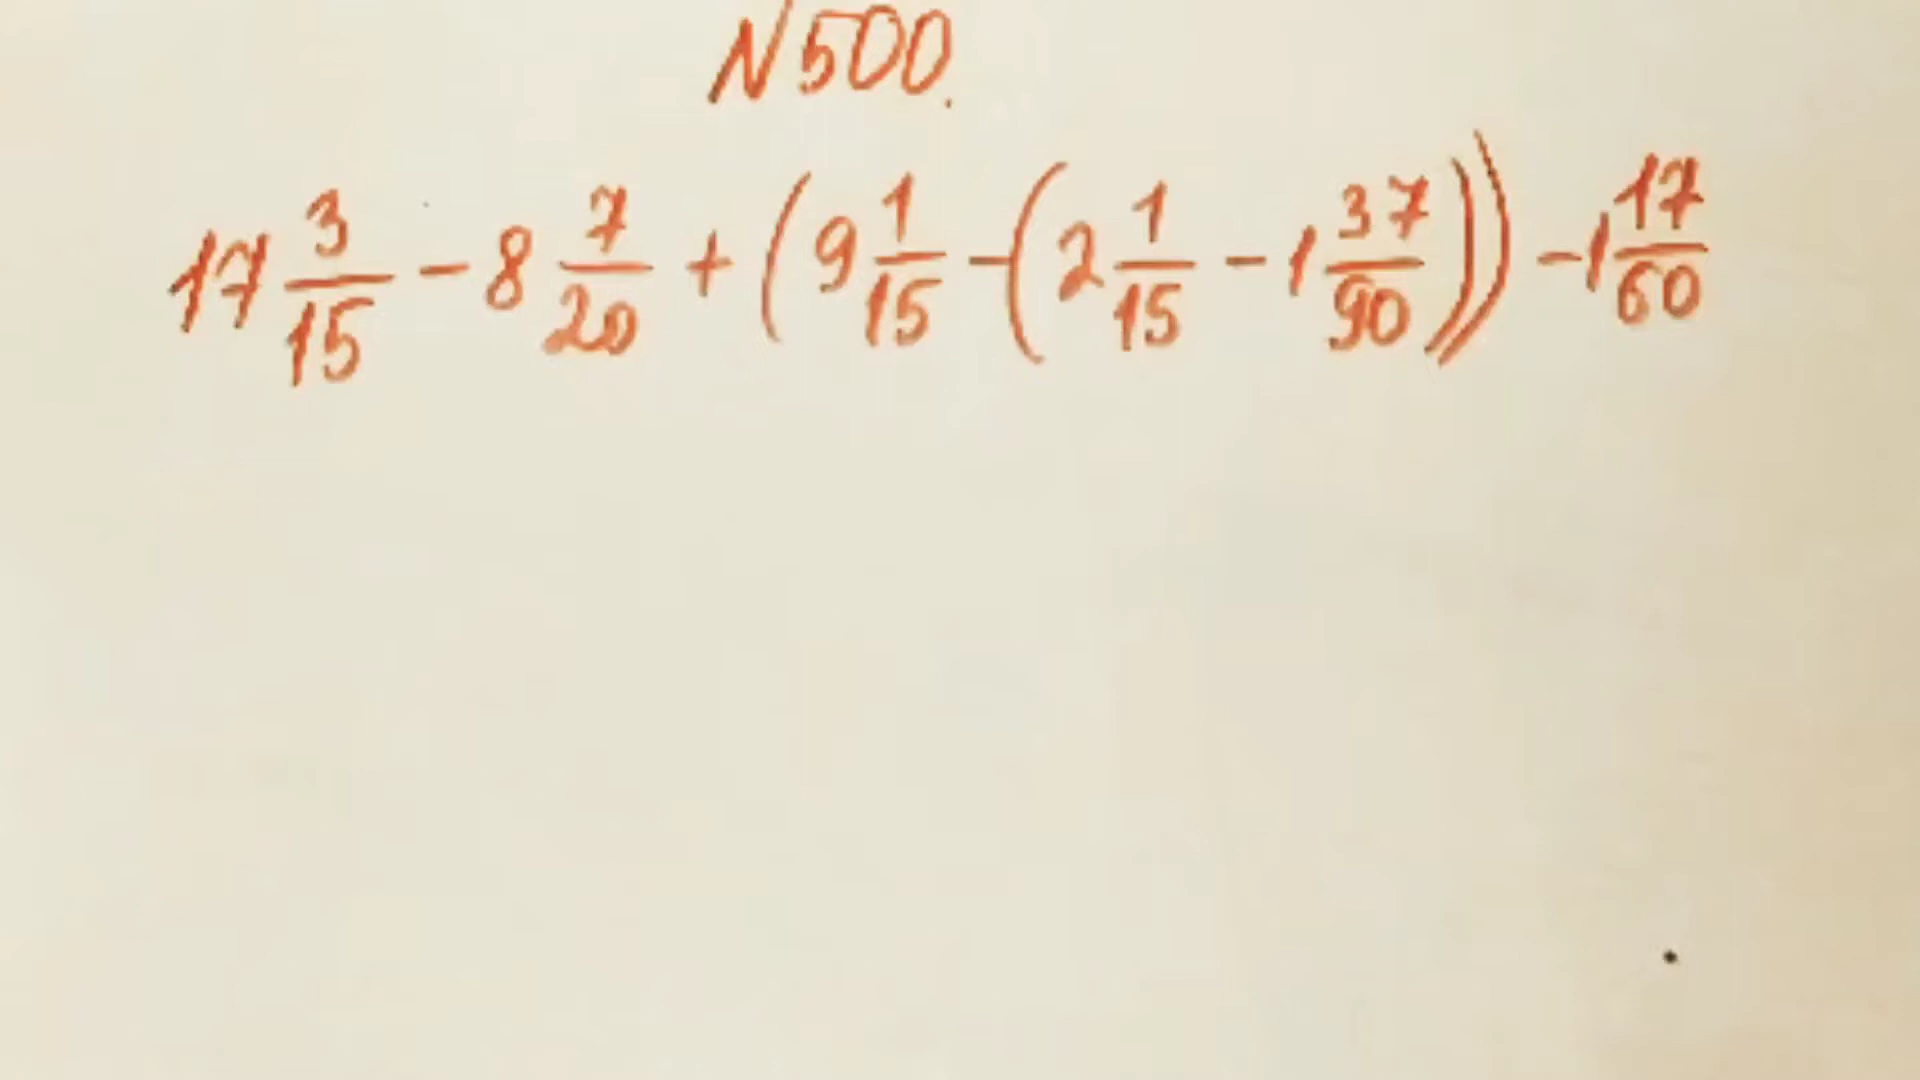 N500.
17 3/15 - 8 7/20 + (9 1/15 - (2 1/15 - 1 37/90)) - 1 17/60